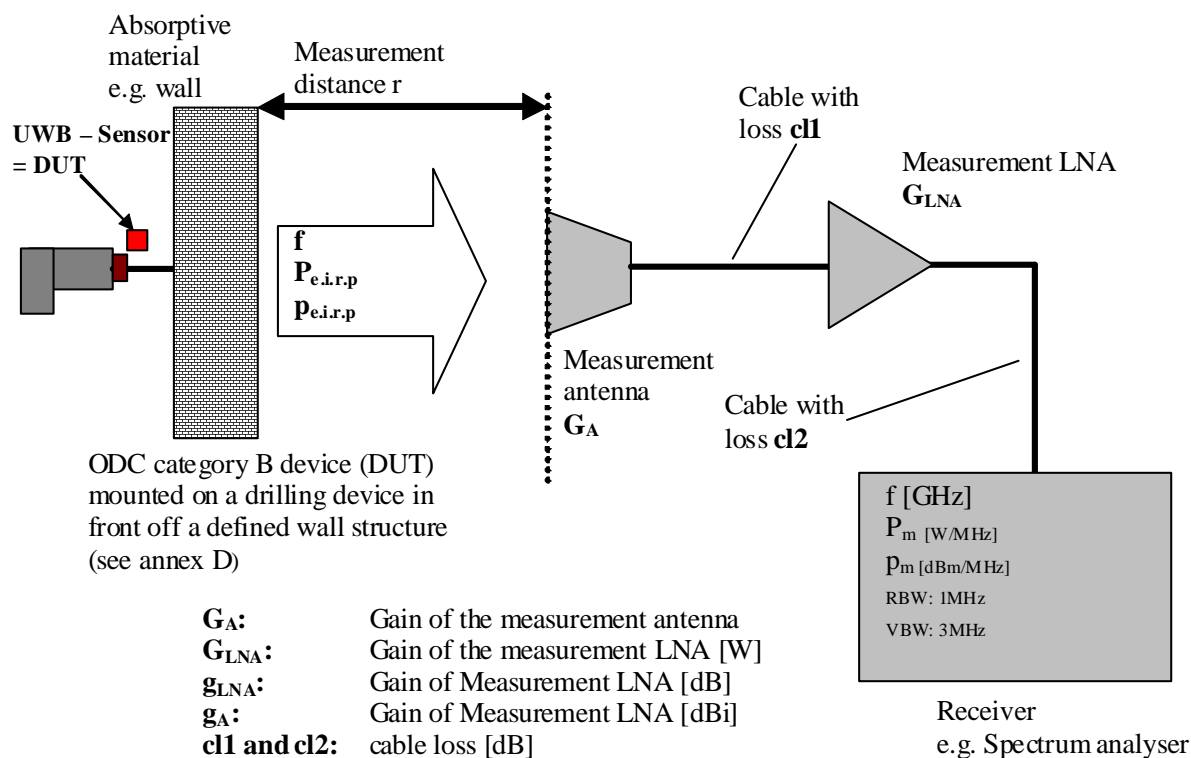 Absorptive
material
e.g. wall
Measurement
distance r
UWB – Sensor
= DUT
Cable with
loss cl1
Measurement LNA
GLNA
f
Pe.i.r.p
pe.i.r.p
Measurement
antenna
GA
Cable with
loss cl2
ODC category B device (DUT)
mounted on a drilling device in
front off a defined wall structure
(see annex D)
f [GHz]
Pm [W/MHz]
pm [dBm/MHz]
RBW: 1MHz
VBW: 3MHz
GA: Gain of the measurement antenna
GLNA: Gain of the measurement LNA [W]
gLNA: Gain of Measurement LNA [dB]
gA: Gain of Measurement LNA [dBi]
cl1 and cl2: cable loss [dB]
Receiver
e.g. Spectrum analyser